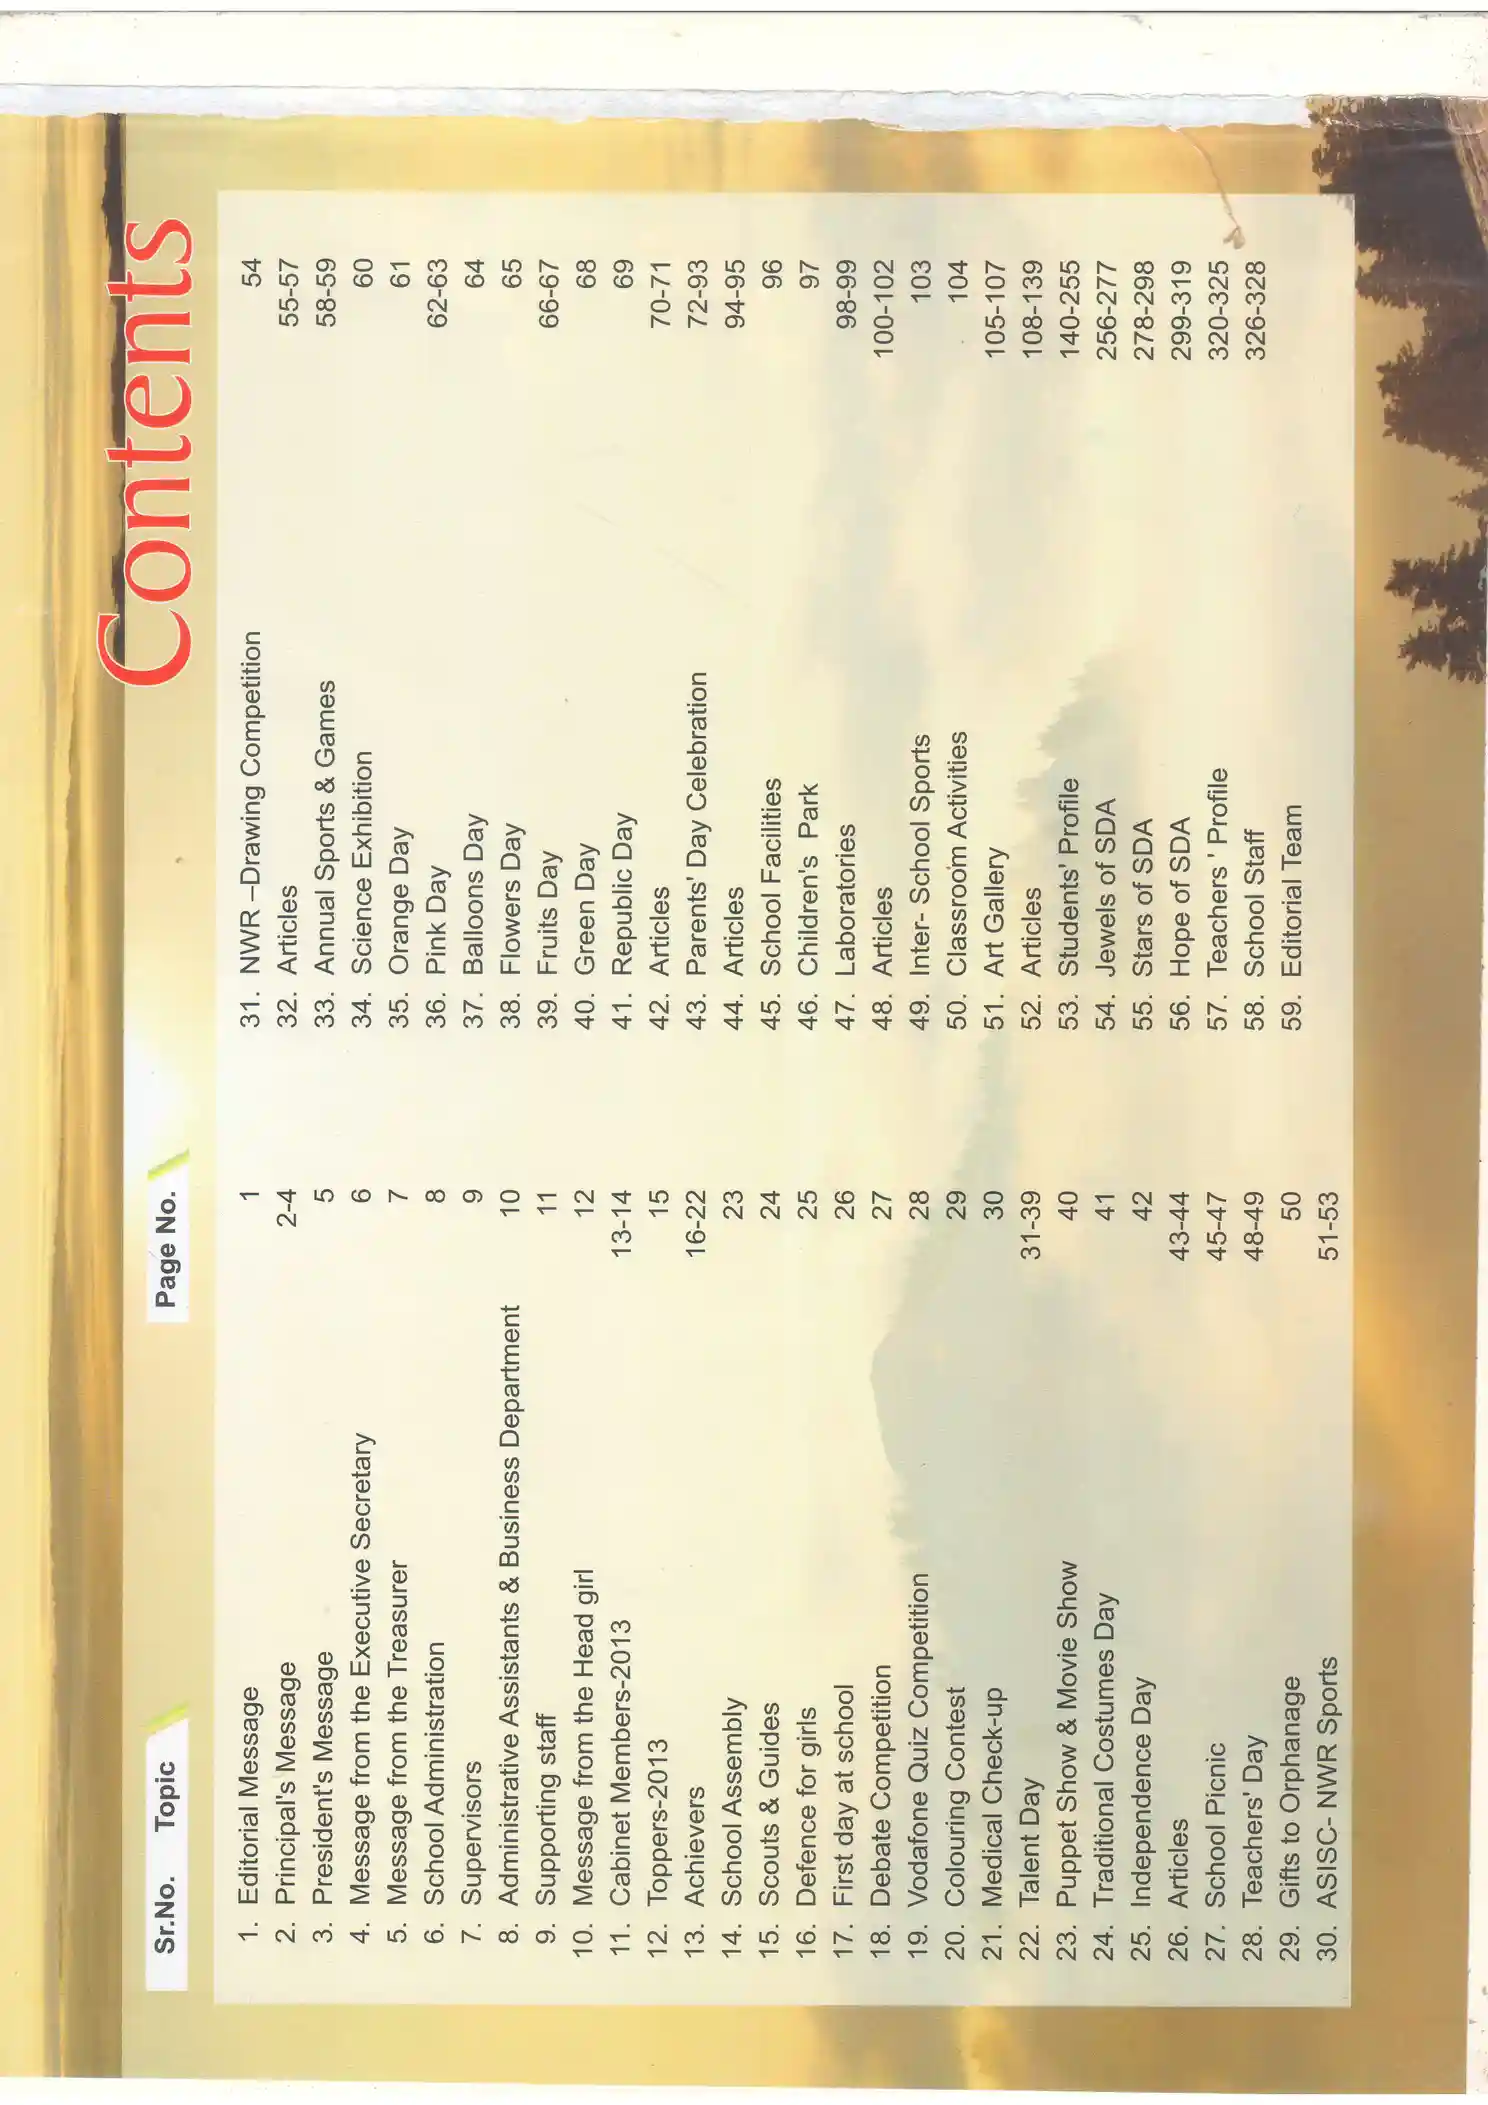 Contents
Sr.No. Topic Page No.
1. Editorial Message 1
2. Principal's Message 2-4
3. President's Message 5
4. Message from the Executive Secretary 6
5. Message from the Treasurer 7
6. School Administration 8
7. Supervisors 9
8. Administrative Assistants & Business Department 10
9. Supporting staff 11
10. Message from the Head girl 12
11. Cabinet Members-2013 13-14
12. Toppers-2013 15
13. Achievers 16-22
14. School Assembly 23
15. Scouts & Guides 24
16. Defence for girls 25
17. First day at school 26
18. Debate Competition 27
19. Vodafone Quiz Competition 28
20. Colouring Contest 29
21. Medical Check-up 30
22. Talent Day 31-39
23. Puppet Show & Movie Show 40
24. Traditional Costumes Day 41
25. Independence Day 42
26. Articles 43-44
27. School Picnic 45-47
28. Teachers' Day 48-49
29. Gifts to Orphanage 50
30. ASISC- NWR Sports 51-53
31. NWR –Drawing Competition 54
32. Articles 55-57
33. Annual Sports & Games 58-59
34. Science Exhibition 60
35. Orange Day 61
36. Pink Day 62-63
37. Balloons Day 64
38. Flowers Day 65
39. Fruits Day 66-67
40. Green Day 68
41. Republic Day 69
42. Articles 70-71
43. Parents' Day Celebration 72-93
44. Articles 94-95
45. School Facilities 96
46. Children's Park 97
47. Laboratories 98-99
48. Articles 100-102
49. Inter- School Sports 103
50. Classroom Activities 104
51. Art Gallery 105-107
52. Articles 108-139
53. Students' Profile 140-255
54. Jewels of SDA 256-277
55. Stars of SDA 278-298
56. Hope of SDA 299-319
57. Teachers ' Profile 320-325
58. School Staff 326-328
59. Editorial Team